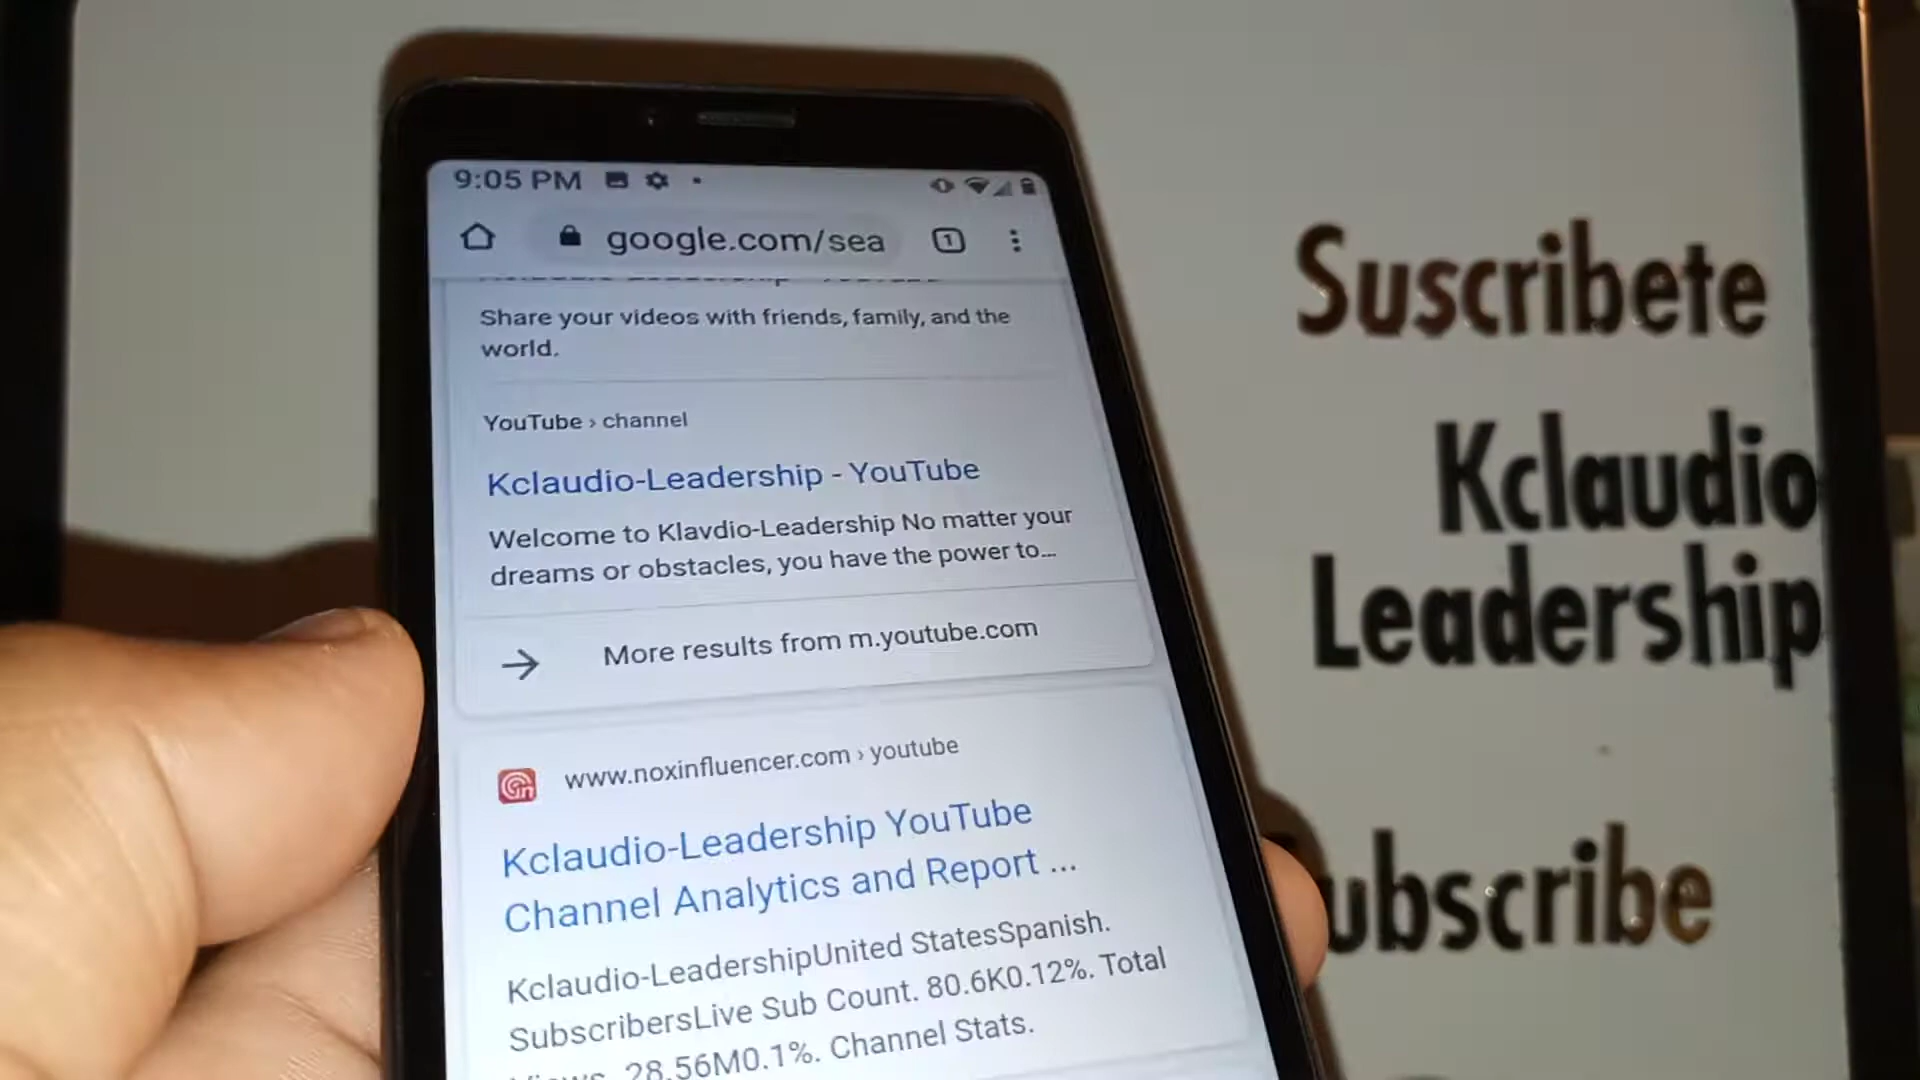 9:05 PM
google.com/sea
1
Share your videos with friends, family, and the
world.
YouTube › channel
Kclaudio-Leadership - YouTube
Welcome to Klavdio-Leadership No matter your
dreams or obstacles, you have the power to...
More results from m.youtube.com
www.noxinfluencer.com › youtube
Kclaudio-Leadership YouTube
Channel Analytics and Report ...
Kclaudio-LeadershipUnited StatesSpanish.
SubscribersLive Sub Count. 80.6K0.12%. Total
28.56M0.1%. Channel Stats.
Suscribete
Kclaudio
Leadership
ubscribe